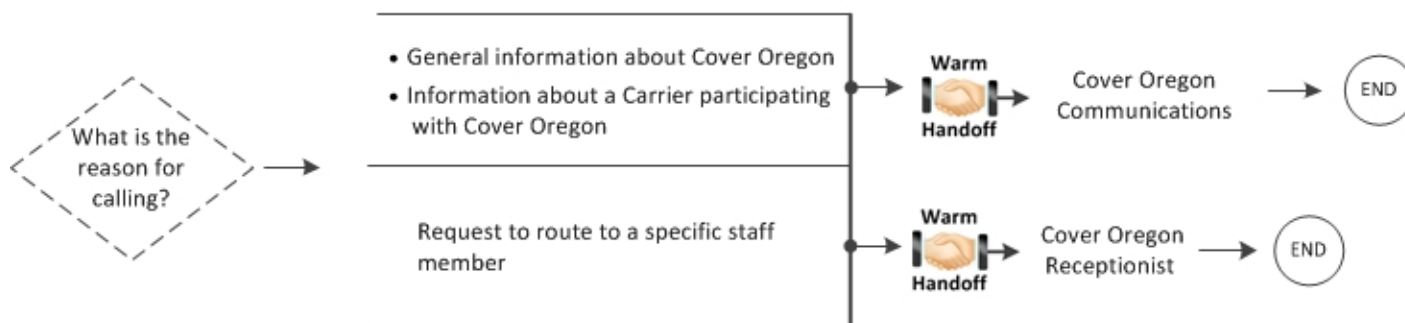 What is the
reason for
calling?
• General information about Cover Oregon
• Information about a Carrier participating
with Cover Oregon
Warm
Handoff
Cover Oregon
Communications
END
Request to route to a specific staff
member
Warm
Handoff
Cover Oregon
Receptionist
END